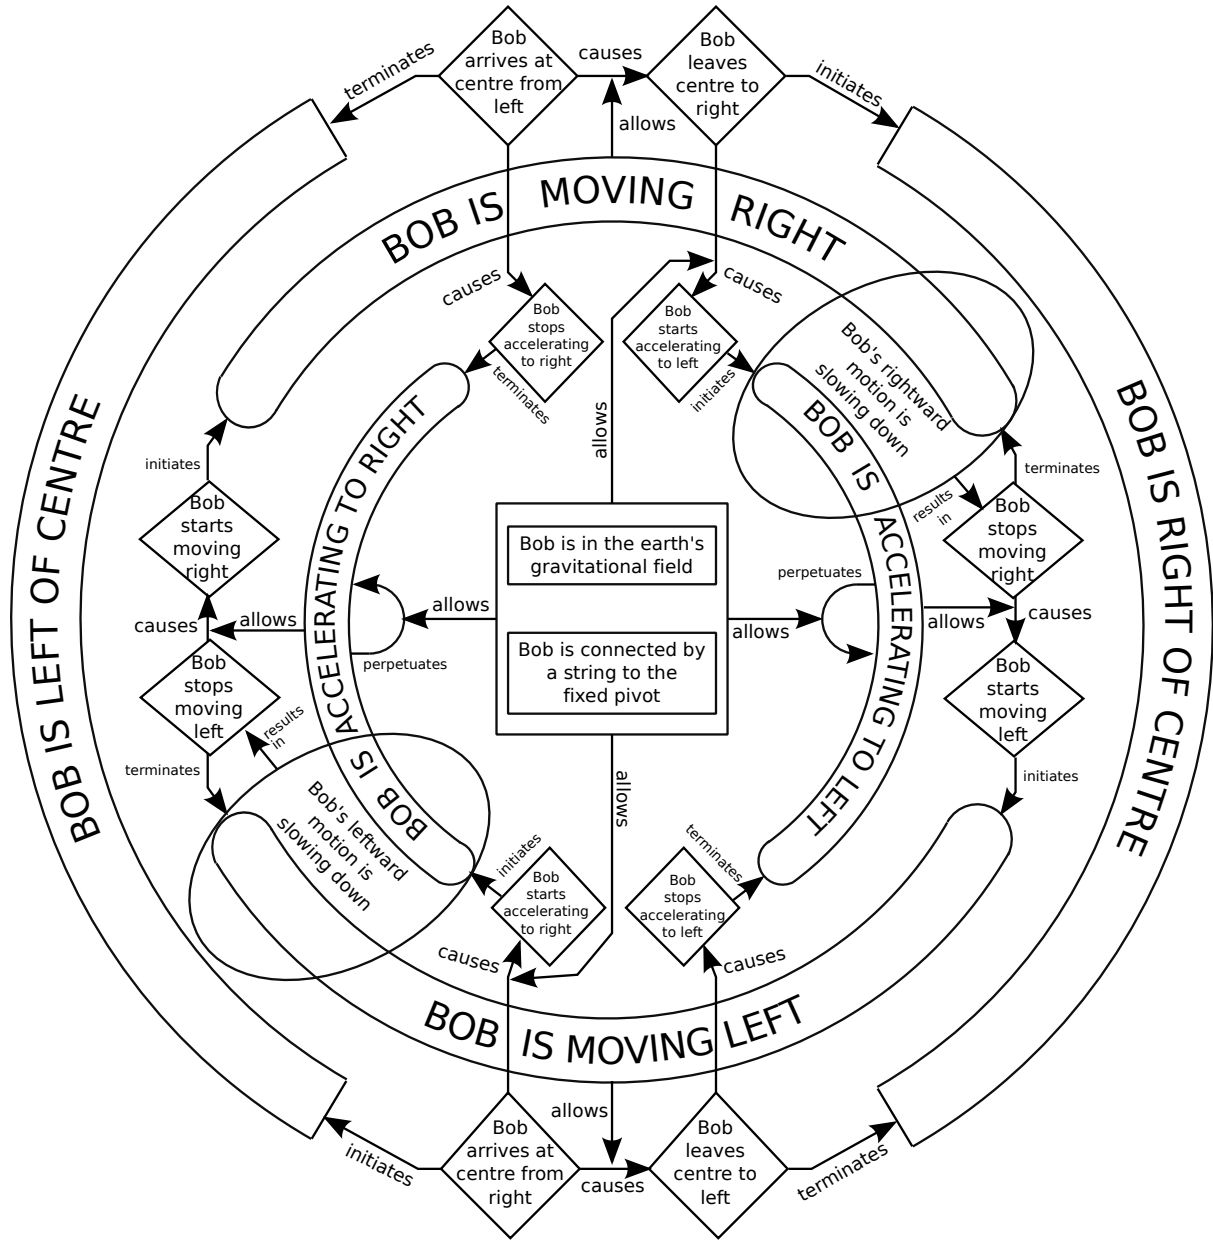 Bob
arrives at
centre from
left
causes
Bob
leaves
centre to
right
terminates
initiates
allows
BOB IS MOVING RIGHT
causes
causes
Bob
stops
accelerating
to right
Bob
starts
accelerating
to left
terminates
initiates
Bob's rightward
motion is
slowing down
BOB IS LEFT OF CENTRE
BOB IS RIGHT OF CENTRE
BOB IS ACCELERATING TO RIGHT
BOB IS ACCELERATING TO LEFT
allows
initiates
terminates
results
in
Bob
starts
moving
right
Bob
stops
moving
right
Bob is in the earth's
gravitational field
perpetuates
allows
allows
causes
allows
allows
causes
perpetuates
Bob is connected by
a string to the
fixed pivot
Bob
stops
moving
left
Bob
starts
moving
left
results
in
terminates
initiates
allows
Bob's leftward
motion is
slowing down
initiates
terminates
Bob
starts
accelerating
to right
Bob
stops
accelerating
to left
causes
causes
BOB IS MOVING LEFT
allows
Bob
arrives at
centre from
right
causes
Bob
leaves
centre to
left
initiates
terminates